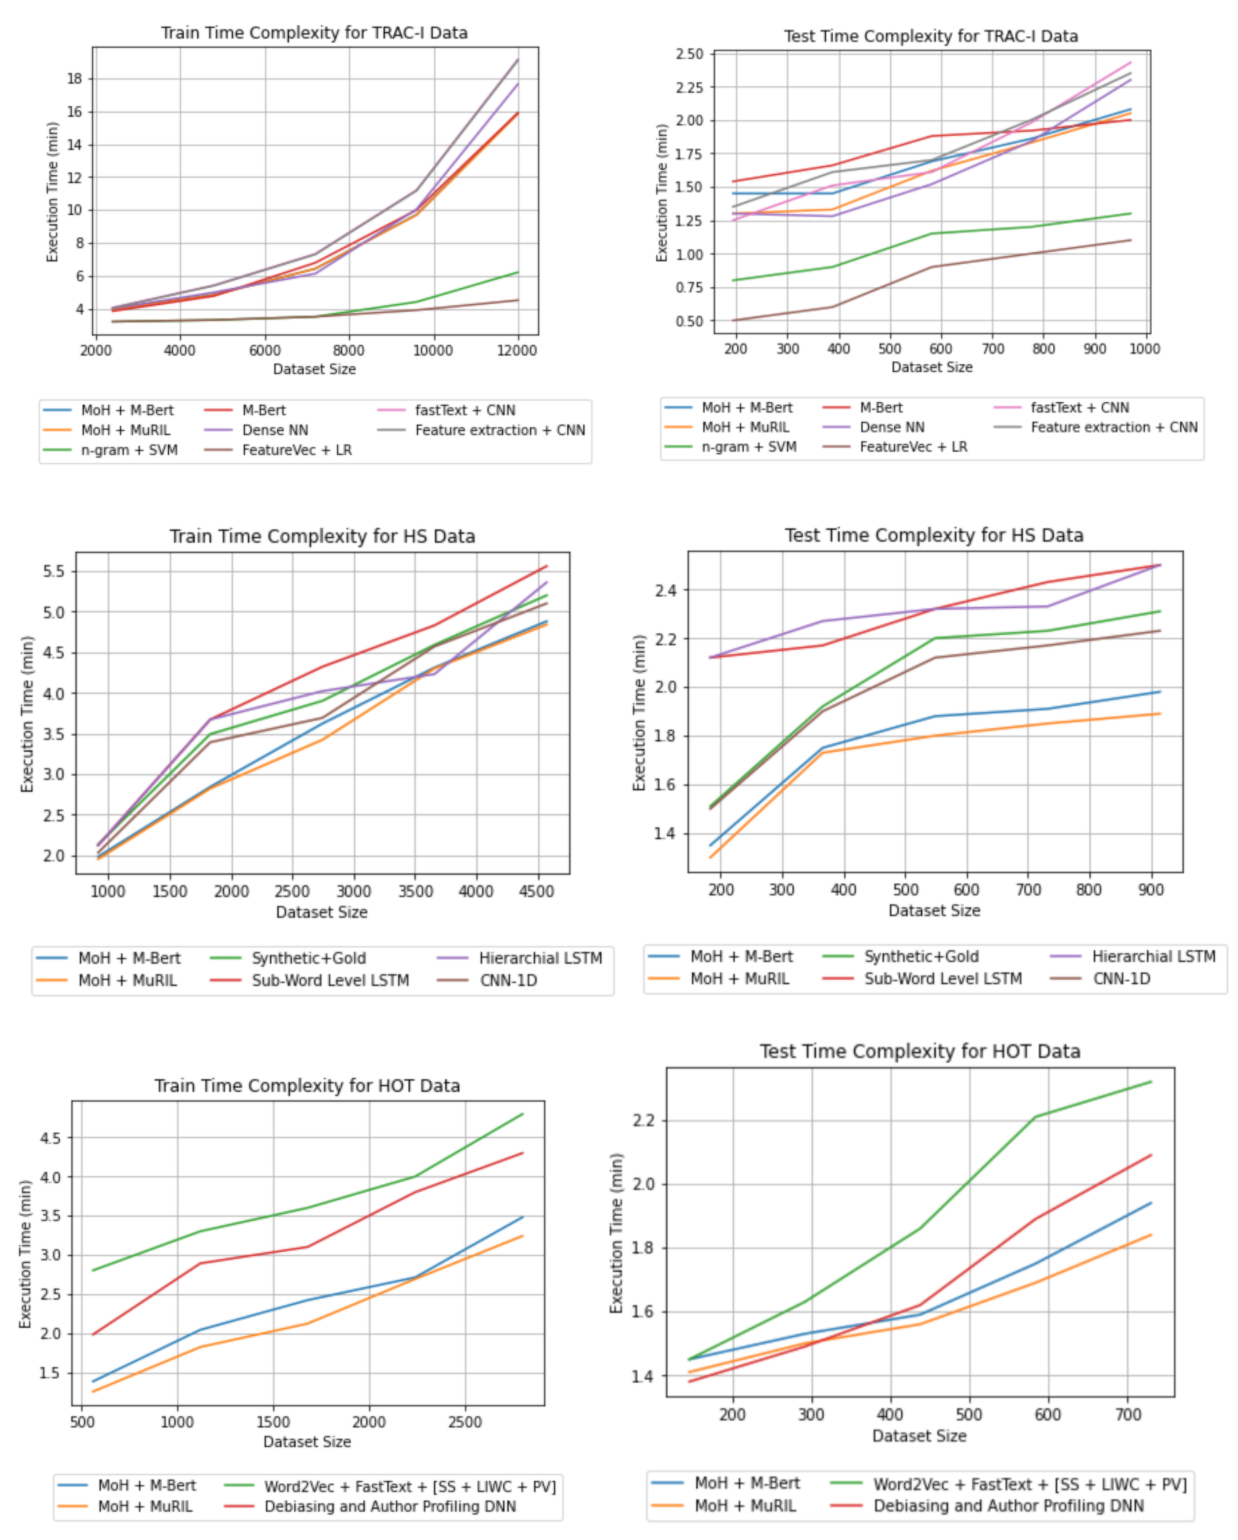 Train Time Complexity for TRAC-I Data
Execution Time (min)
18
16
14
12
10
8
6
4
2000 4000 6000 8000 10000 12000
Dataset Size
MoH + M-Bert M-Bert fastText + CNN
MoH + MuRIL Dense NN Feature extraction + CNN
n-gram + SVM FeatureVec + LR
Test Time Complexity for TRAC-I Data
Execution Time (min)
2.50
2.25
2.00
1.75
1.50
1.25
1.00
0.75
0.50
200 300 400 500 600 700 800 900 1000
Dataset Size
MoH + M-Bert M-Bert fastText + CNN
MoH + MuRIL Dense NN Feature extraction + CNN
n-gram + SVM FeatureVec + LR
Train Time Complexity for HS Data
Execution Time (min)
5.5
5.0
4.5
4.0
3.5
3.0
2.5
2.0
1000 1500 2000 2500 3000 3500 4000 4500
Dataset Size
MoH + M-Bert Synthetic+Gold Hierarchial LSTM
MoH + MuRIL Sub-Word Level LSTM CNN-1D
Test Time Complexity for HS Data
Execution Time (min)
2.4
2.2
2.0
1.8
1.6
1.4
200 300 400 500 600 700 800 900
Dataset Size
MoH + M-Bert Synthetic+Gold Hierarchial LSTM
MoH + MuRIL Sub-Word Level LSTM CNN-1D
Train Time Complexity for HOT Data
Execution Time (min)
4.5
4.0
3.5
3.0
2.5
2.0
1.5
500 1000 1500 2000 2500
Dataset Size
MoH + M-Bert Word2Vec + FastText + [SS + LIWC + PV]
MoH + MuRIL Debiasing and Author Profiling DNN
Test Time Complexity for HOT Data
Execution Time (min)
2.2
2.0
1.8
1.6
1.4
200 300 400 500 600 700
Dataset Size
MoH + M-Bert Word2Vec + FastText + [SS + LIWC + PV]
MoH + MuRIL Debiasing and Author Profiling DNN